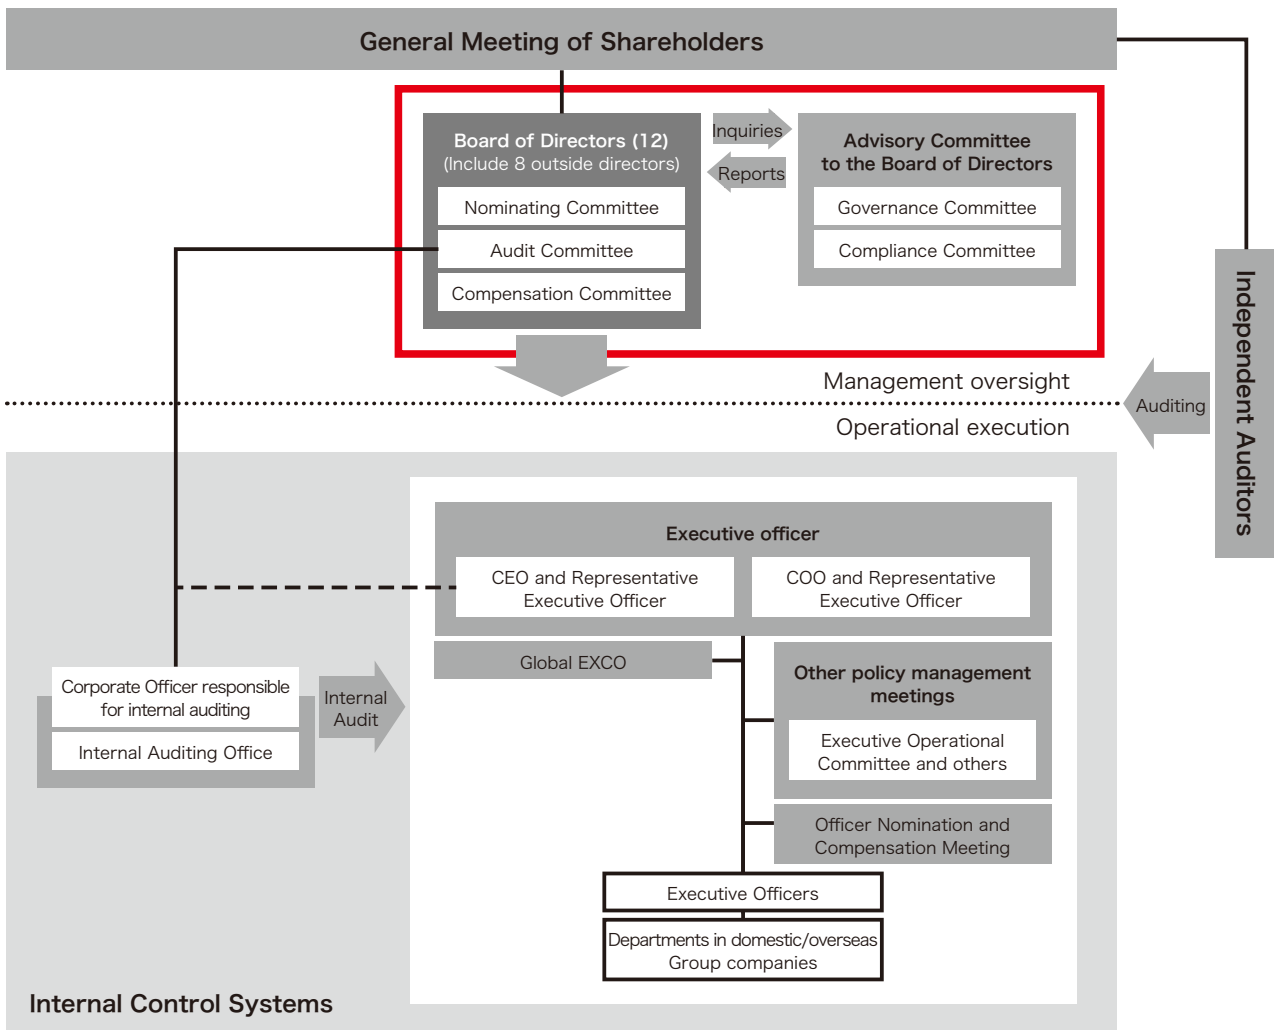 General Meeting of Shareholders
Board of Directors (12)
(Include 8 outside directors)
Nominating Committee
Audit Committee
Compensation Committee
Inquiries
Reports
Advisory Committee
to the Board of Directors
Governance Committee
Compliance Committee
Independent Auditors
Auditing
Management oversight
Operational execution
Executive officer
CEO and Representative
Executive Officer
COO and Representative
Executive Officer
Global EXCO
Other policy management
meetings
Executive Operational
Committee and others
Officer Nomination and
Compensation Meeting
Corporate Officer responsible
for internal auditing
Internal Auditing Office
Internal
Audit
Executive Officers
Departments in domestic/overseas
Group companies
Internal Control Systems